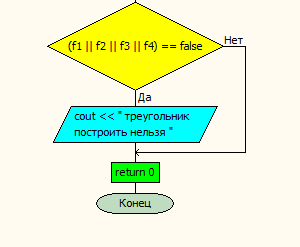 (f1 || f2 || f3 || f4) == false
Нет
Да
cout << " треугольник
построить нельзя "
return 0
Конец